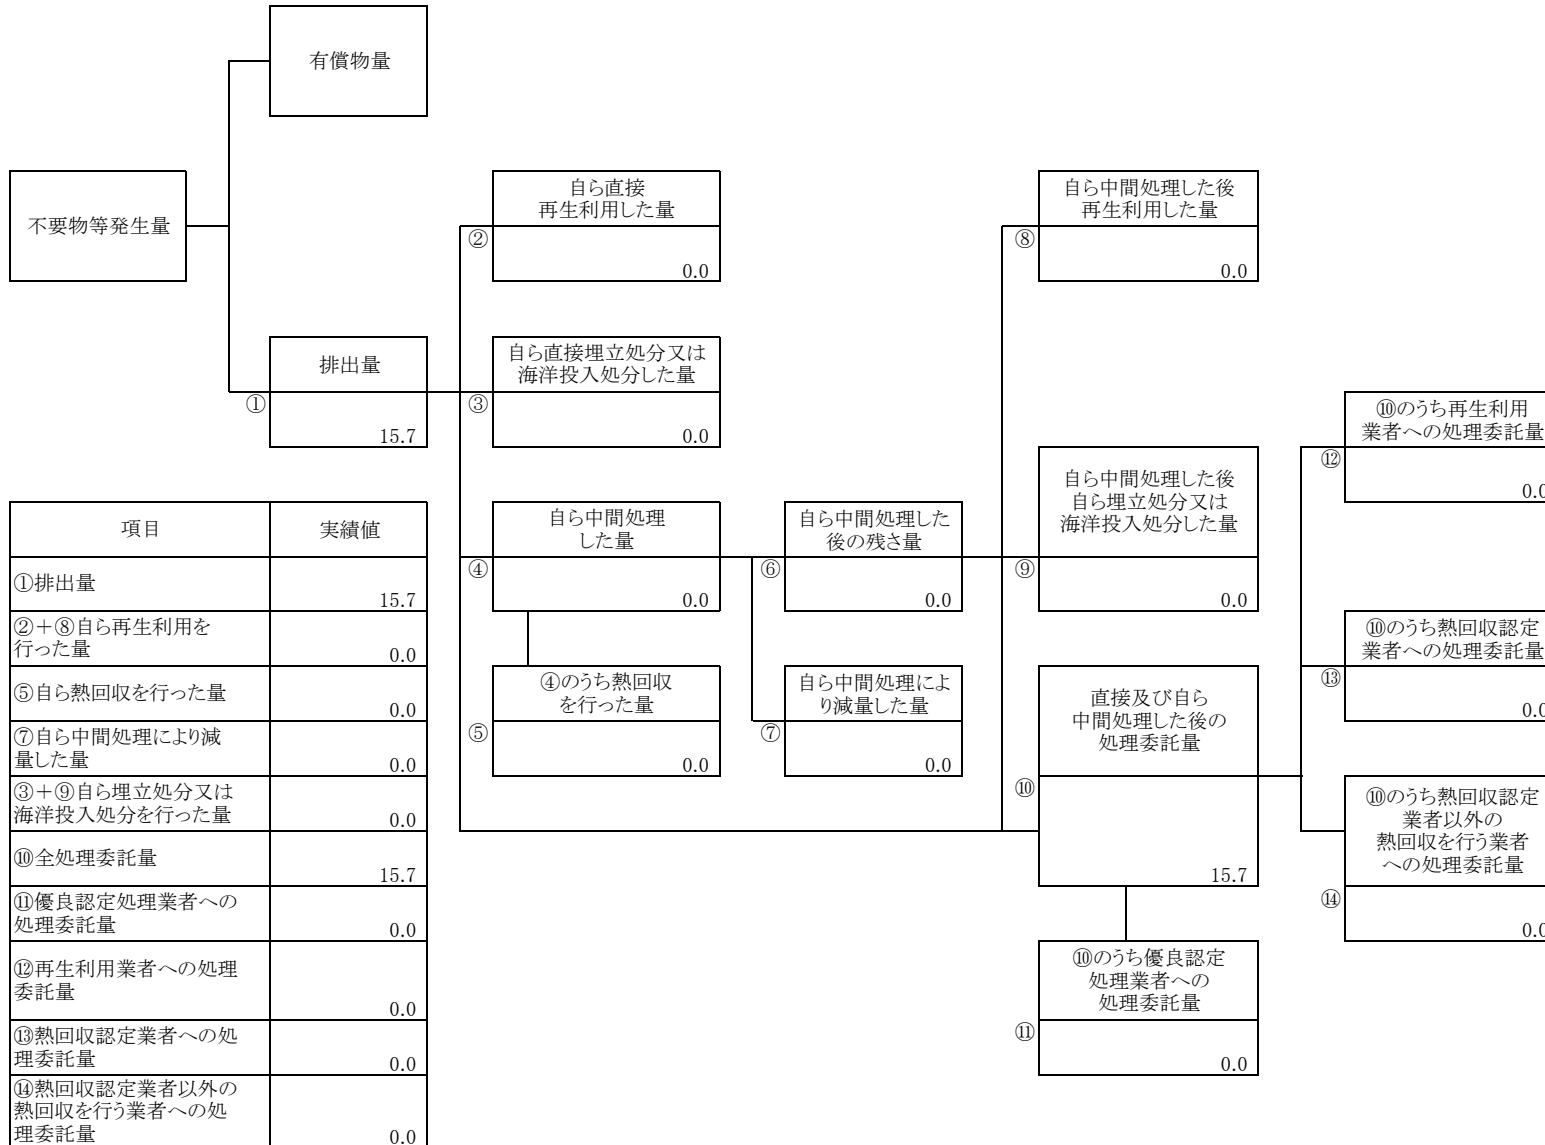 有償物量
不要物等発生量
自ら直接
再生利用した量
②
0.0
自ら中間処理した後
再生利用した量
⑧
0.0
排出量
①
15.7
自ら直接埋立処分又は
海洋投入処分した量
③
0.0
⑩のうち再生利用
業者への処理委託量
⑫
0.0
自ら中間処理した後
自ら埋立処分又は
海洋投入処分した量
⑨
0.0
自ら中間処理
した量
④
0.0
自ら中間処理した
後の残さ量
⑥
0.0
⑩のうち熱回収認定
業者への処理委託量
⑬
0.0
④のうち熱回収
を行った量
⑤
0.0
自ら中間処理によ
り減量した量
⑦
0.0
直接及び自ら
中間処理した後の
処理委託量
⑩
15.7
⑩のうち熱回収認定
業者以外の
熱回収を行う業者
への処理委託量
⑭
0.0
⑩のうち優良認定
処理業者への
処理委託量
⑪
0.0
項目 実績値
①排出量
15.7
②+⑧自ら再生利用を
行った量
0.0
⑤自ら熱回収を行った量
0.0
⑦自ら中間処理により減
量した量
0.0
③+⑨自ら埋立処分又は
海洋投入処分を行った量
0.0
⑩全処理委託量
15.7
⑪優良認定処理業者への
処理委託量
0.0
⑫再生利用業者への処理
委託量
0.0
⑬熱回収認定業者への処
理委託量
0.0
⑭熱回収認定業者以外の
熱回収を行う業者への処
理委託量
0.0